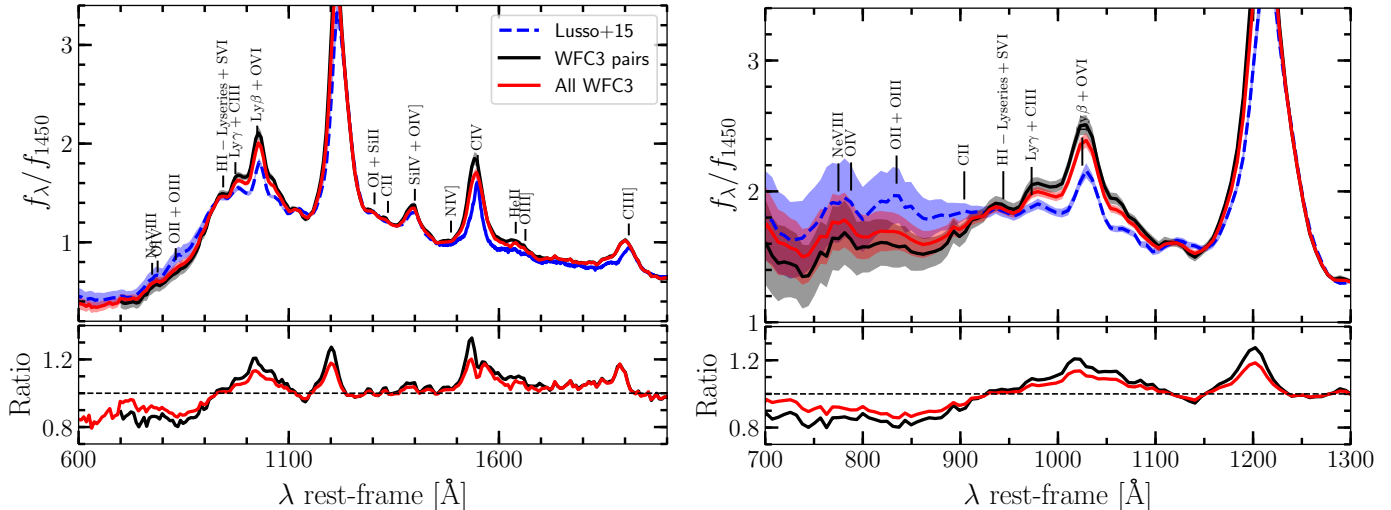 3
2
1
f_λ / f_1450
Lusso+15
WFC3 pairs
All WFC3
NeVIII
OIV
OII + OIII
HI − Lyseries + SVI
Lyγ + CIII
Lyβ + OVI
OI + SiII
CII
SiIV + OIV]
NIV]
CIV
HeII
OIII]
CIII]
1.2
0.8
Ratio
600
1100
1600
λ rest-frame [Å]
3
2
1
f_λ / f_1450
NeVIII
OIV
OII + OIII
CII
HI − Lyseries + SVI
Lyγ + CIII
β + OVI
1.2
0.8
Ratio
700
800
900
1000
1100
1200
1300
λ rest-frame [Å]